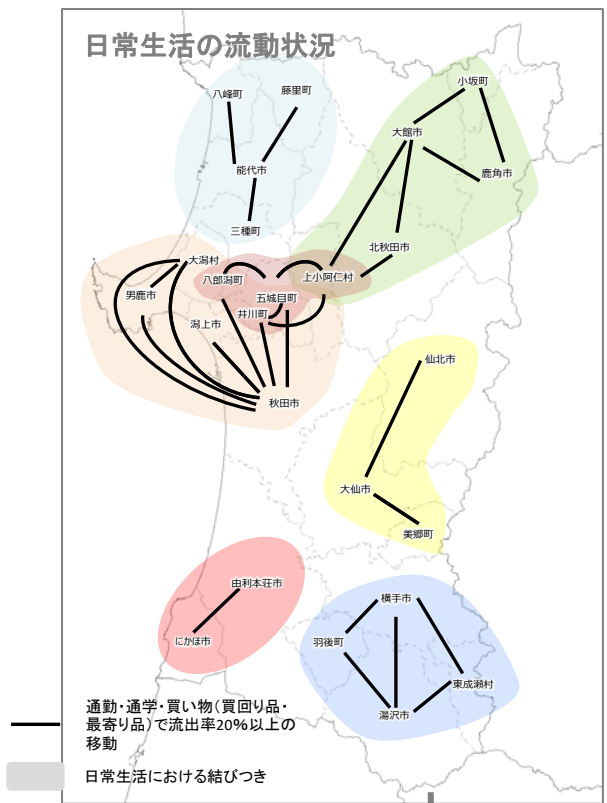 日常生活の流動状況
小坂町
藤里町
八峰町
大館市
能代市
鹿角市
三種町
北秋田市
大潟村
上小阿仁村
八郎潟町
男鹿市
五城目町
井川町
潟上市
仙北市
秋田市
大仙市
美郷町
由利本荘市
横手市
にかほ市
羽後町
東成瀬村
湯沢市
通勤・通学・買い物（買回り品・
最寄り品）で流出率20％以上の
移動
日常生活における結びつき